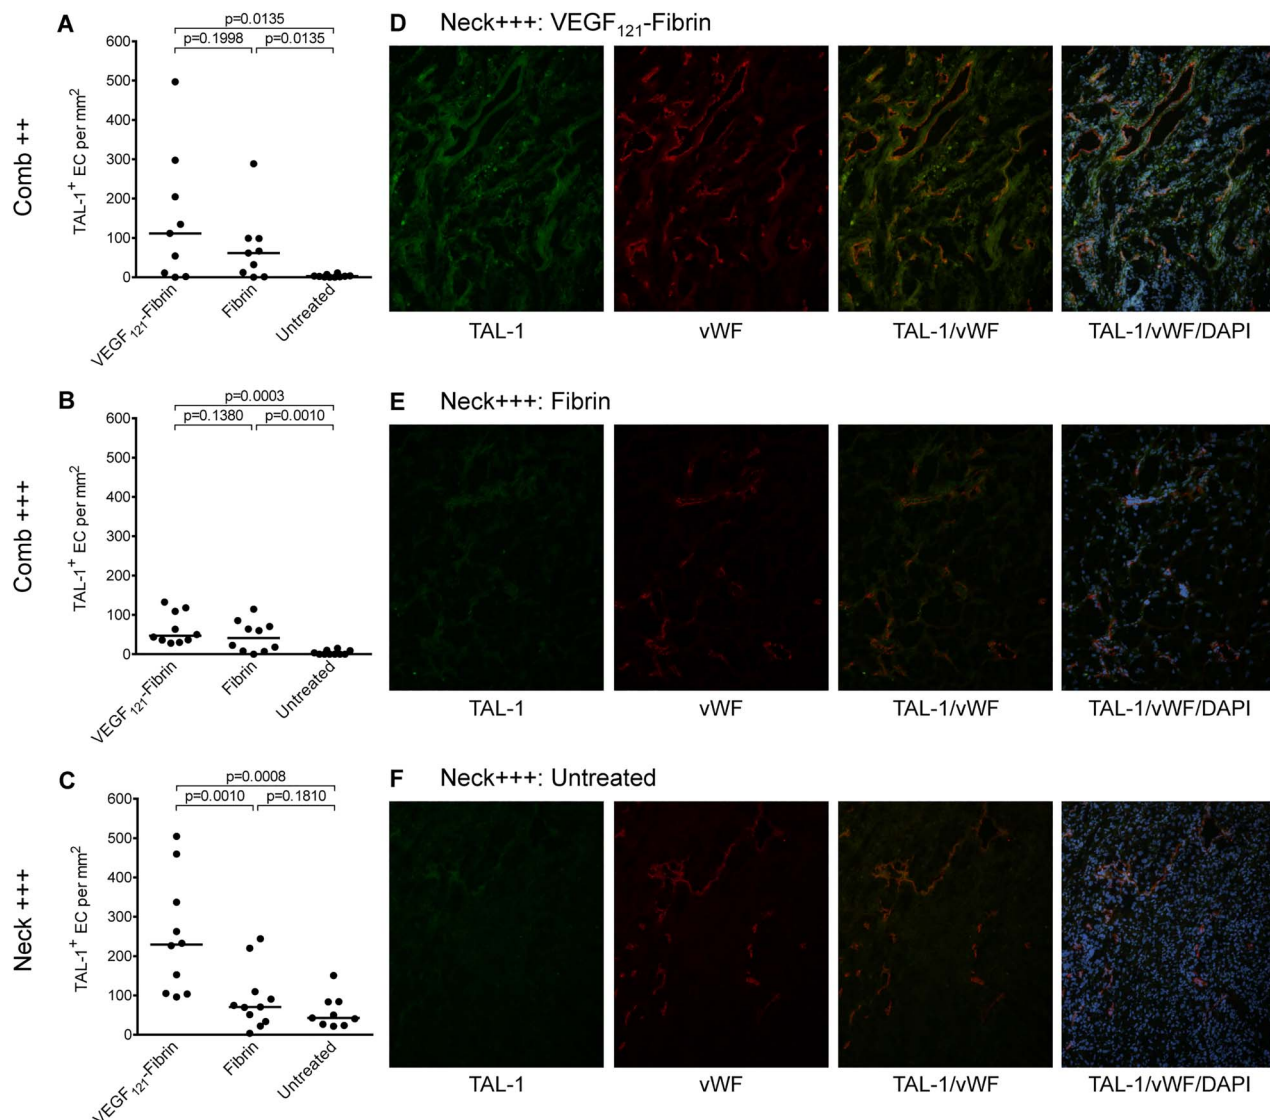 A
p=0.0135
p=0.1998 p=0.0135
600
500
400
300
200
100
0
TAL-1⁺ EC per mm²
Comb ++
VEGF₁₂₁-Fibrin
Fibrin
Untreated
D Neck+++: VEGF₁₂₁-Fibrin
TAL-1 vWF TAL-1/vWF TAL-1/vWF/DAPI
B
p=0.0003
p=0.1380 p=0.0010
600
500
400
300
200
100
0
TAL-1⁺ EC per mm²
Comb +++
VEGF₁₂₁-Fibrin
Fibrin
Untreated
E Neck+++: Fibrin
TAL-1 vWF TAL-1/vWF TAL-1/vWF/DAPI
C
p=0.0008
p=0.0010 p=0.1810
600
500
400
300
200
100
0
TAL-1⁺ EC per mm²
Neck +++
VEGF₁₂₁-Fibrin
Fibrin
Untreated
F Neck+++: Untreated
TAL-1 vWF TAL-1/vWF TAL-1/vWF/DAPI